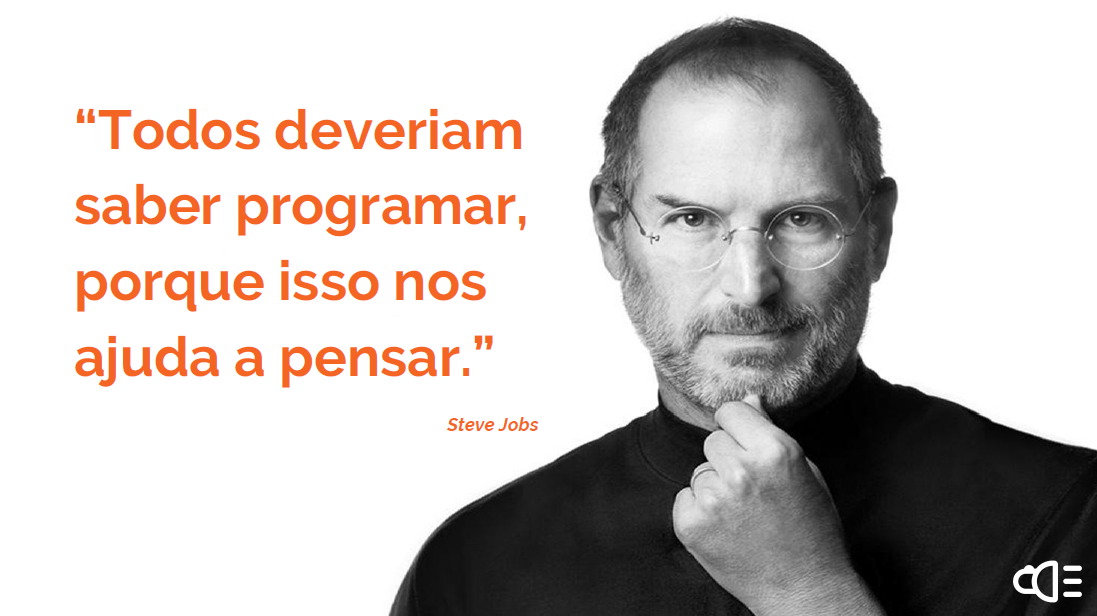 “Todos deveriam
saber programar,
porque isso nos
ajuda a pensar.”
Steve Jobs